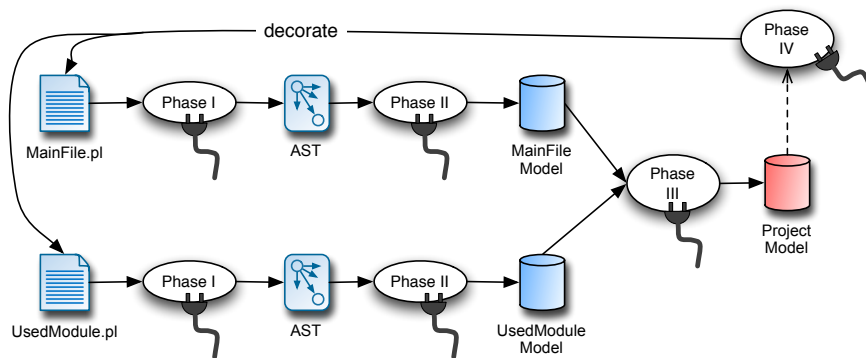 decorate
Phase
IV
Phase I
Phase II
MainFile.pl
AST
MainFile
Model
Phase
III
Project
Model
Phase I
Phase II
UsedModule.pl
AST
UsedModule
Model